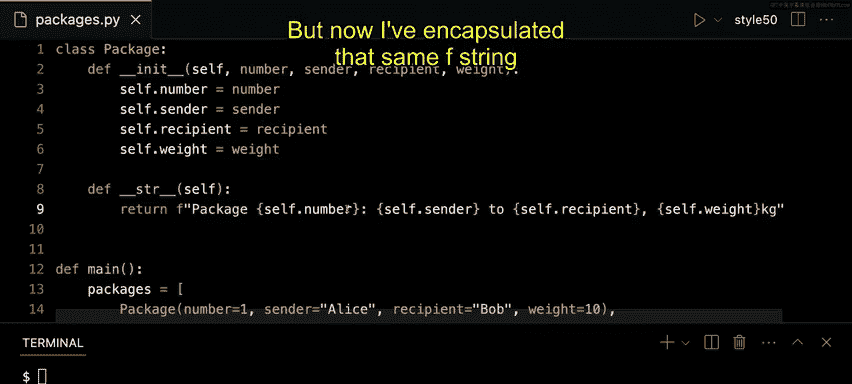 packages.py
style50
But now I've encapsulated
that same f string
1 class Package:
2     def __init__(self, number, sender, recipient, weight):
3         self.number = number
4         self.sender = sender
5         self.recipient = recipient
6         self.weight = weight
7
8     def __str__(self):
9         return f"Package {self.number}: {self.sender} to {self.recipient}, {self.weight}kg"
10
11
12 def main():
13     packages = [
14         Package(number=1, sender="Alice", recipient="Bob", weight=10),
TERMINAL
$